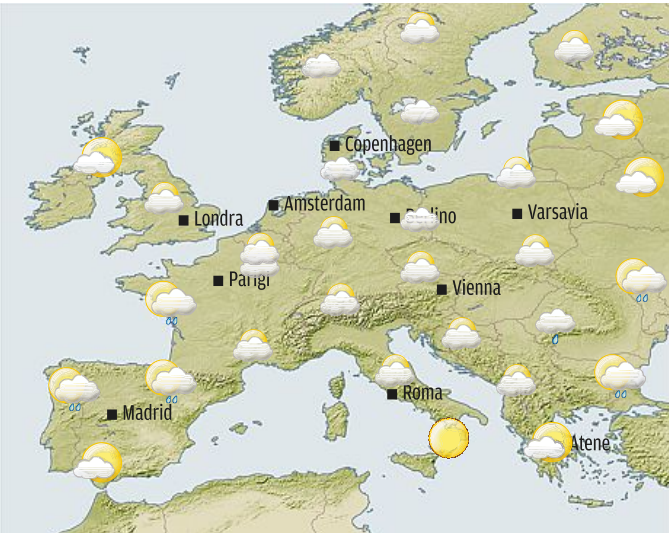 Copenhagen
Amsterdam
Londra
Varsavia
Parigi
Vienna
Roma
Madrid
Atene